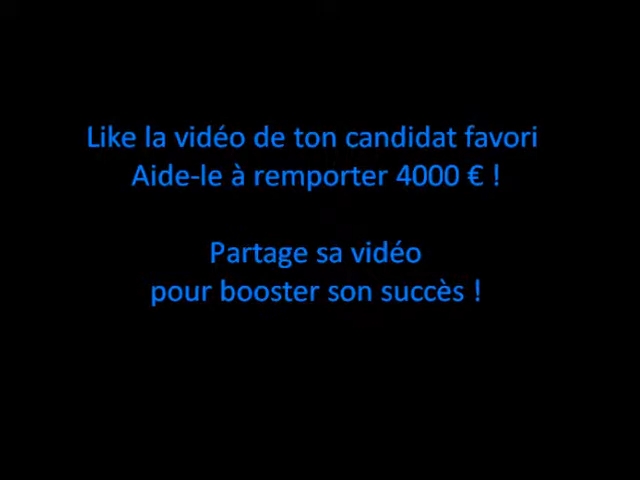 Like la vidéo de ton candidat favori
Aide-le à remporter 4000 € !
Partage sa vidéo
pour booster son succès !